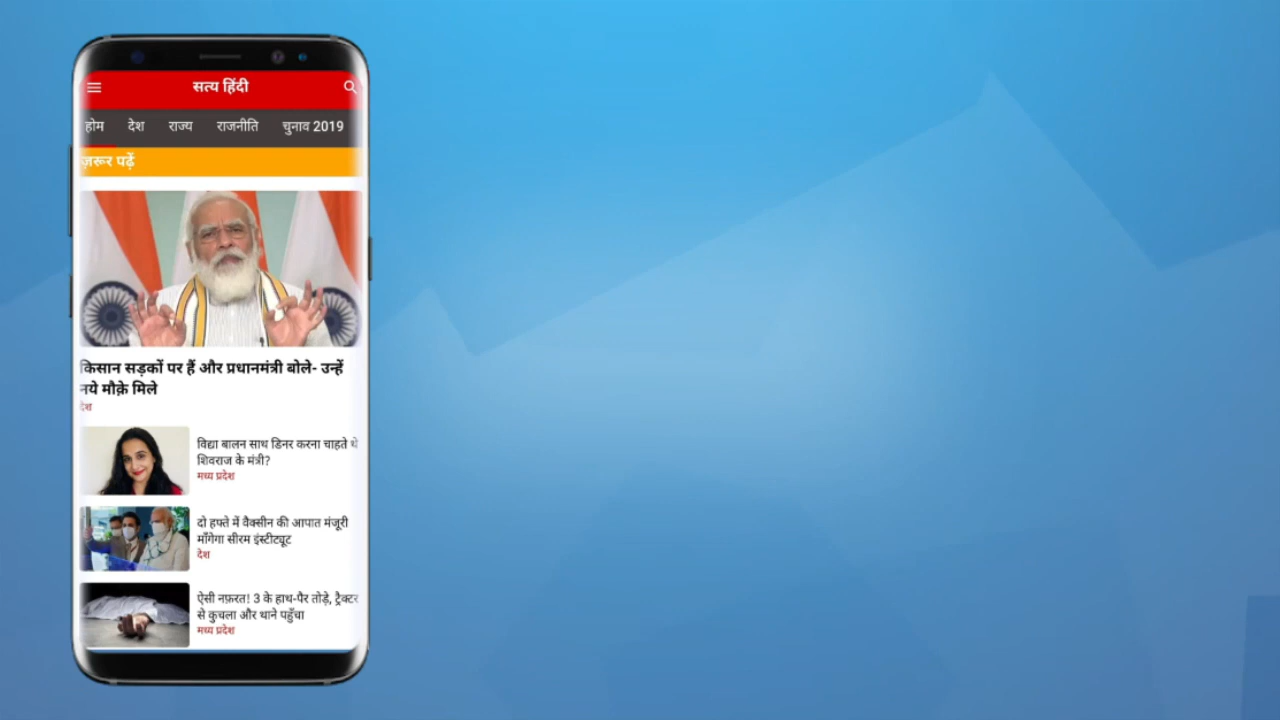 सत्य हिंदी
होम देश राज्य राजनीति चुनाव 2019
ज़रूर पढ़ें
किसान सड़कों पर हैं और प्रधानमंत्री बोले- उन्हें
नये मौक़े मिले
देश
विद्या बालन साथ डिनर करना चाहते थे
शिवराज के मंत्री?
मध्य प्रदेश
दो हफ्ते में वैक्सीन की आपात मंजूरी
माँगेगा सीरम इंस्टीट्यूट
देश
ऐसी नफ़रत! 3 के हाथ-पैर तोड़े, ट्रैक्टर
से कुचला और थाने पहुँचा
मध्य प्रदेश